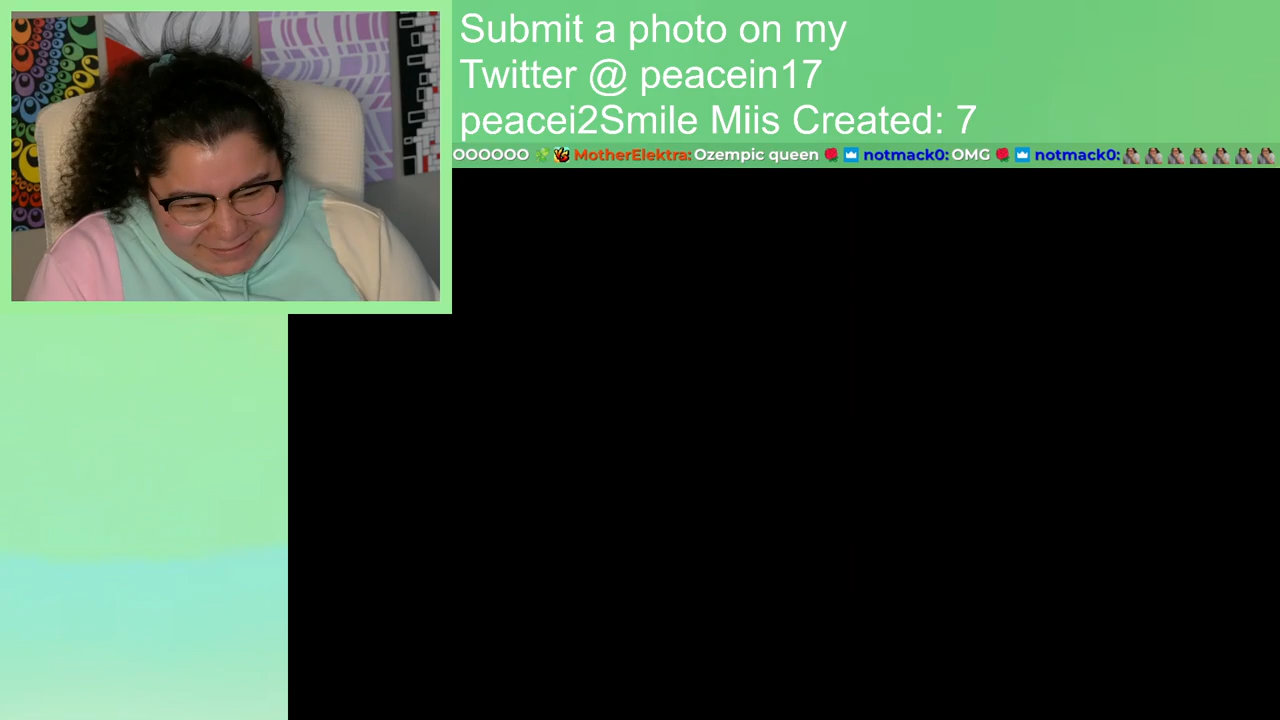 Submit a photo on my
Twitter @ peacein17
peacei2Smile Miis Created: 7
OOOOOO MotherElektra: Ozempic queen notmack0: OMG notmack0: